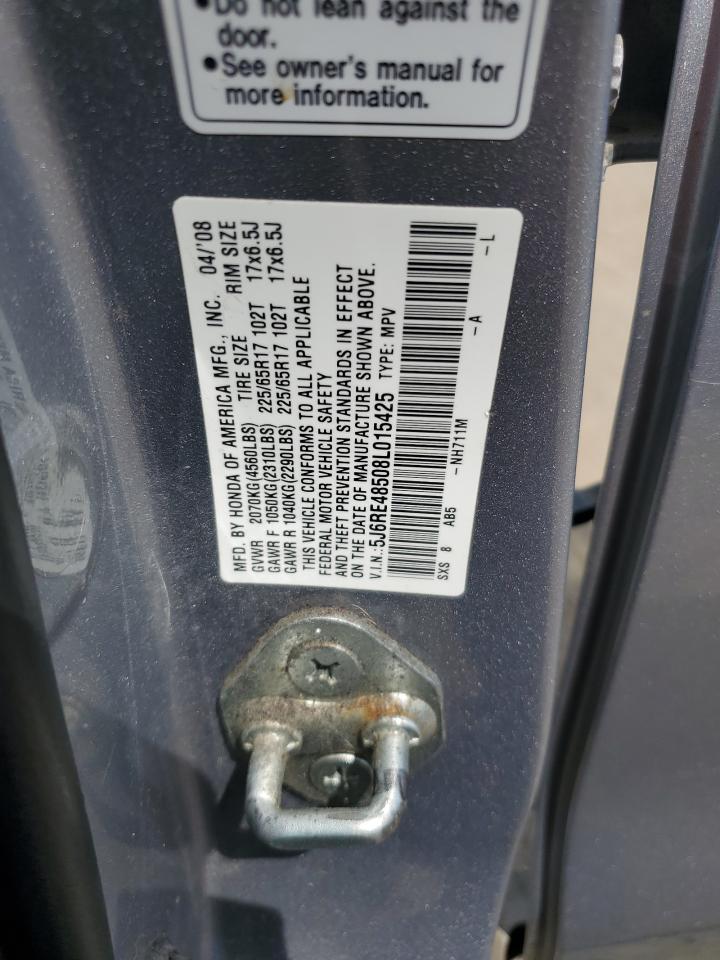 •Do not lean against the
door.
•See owner's manual for
more information.
MFD. BY HONDA OF AMERICA MFG., INC. 04/'08
TIRE SIZE RIM SIZE
GVWR 2070KG(4560LBS)
GAWR F 1050KG(2310LBS) 225/65R17 102T 17x6.5J
GAWR R 1040KG(2290LBS) 225/65R17 102T 17x6.5J
THIS VEHICLE CONFORMS TO ALL APPLICABLE
FEDERAL MOTOR VEHICLE SAFETY
AND THEFT PREVENTION STANDARDS IN EFFECT
ON THE DATE OF MANUFACTURE SHOWN ABOVE.
V.I.N.:5J6RE48508L015425 TYPE: MPV
SXS 8 AB5 -NH711M -A -L